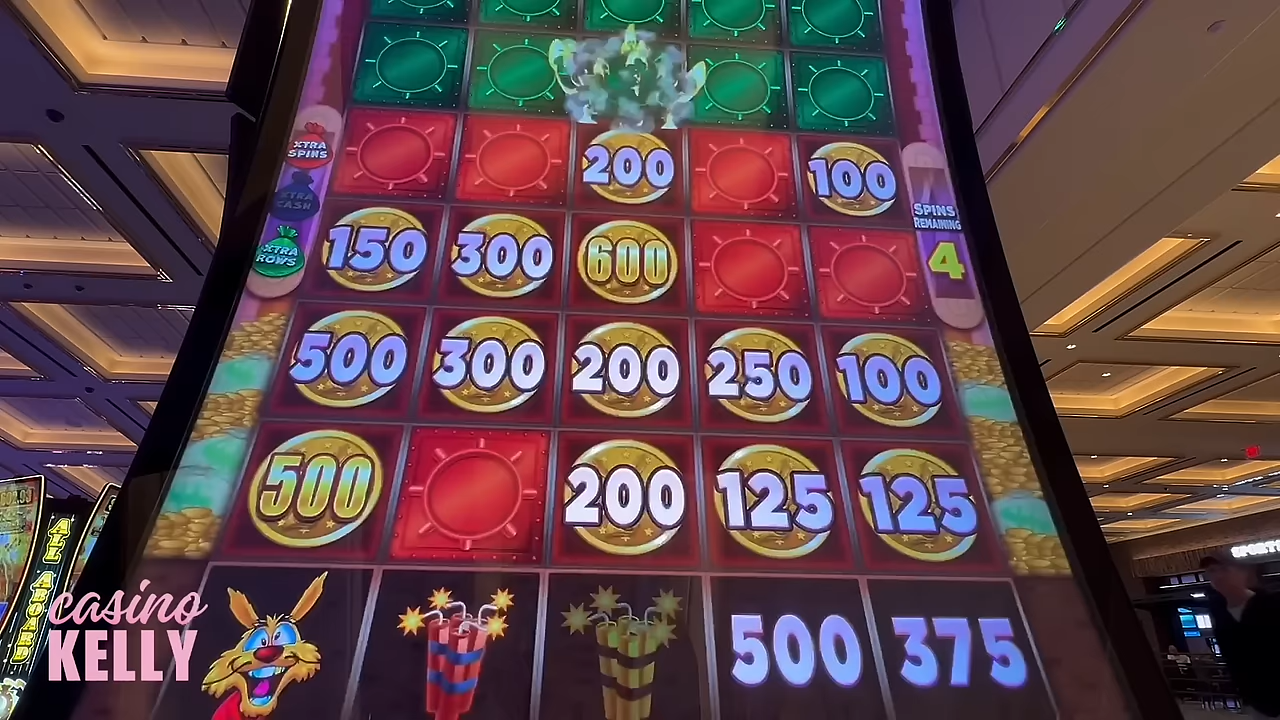 XTRA
SPINS
200
100
XTRA
CASH
SPINS
REMAINING
4
XTRA
ROWS
150 300 600
500 300 200 250 100
500 200 125 125
ALL ABOARD
casino
KELLY
500 375